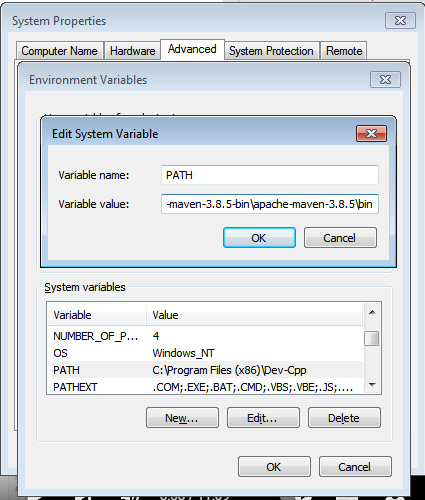 System Properties
Computer Name Hardware Advanced System Protection Remote
Environment Variables
Edit System Variable
Variable name: PATH
Variable value: -maven-3.8.5-bin\apache-maven-3.8.5\bin
OK Cancel
System variables
Variable Value
NUMBER_OF_P... 4
OS Windows_NT
PATH C:\Program Files (x86)\Dev-Cpp
PATHEXT .COM;.EXE;.BAT;.CMD;.VBS;.VBE;.JS;....
New... Edit... Delete
OK Cancel